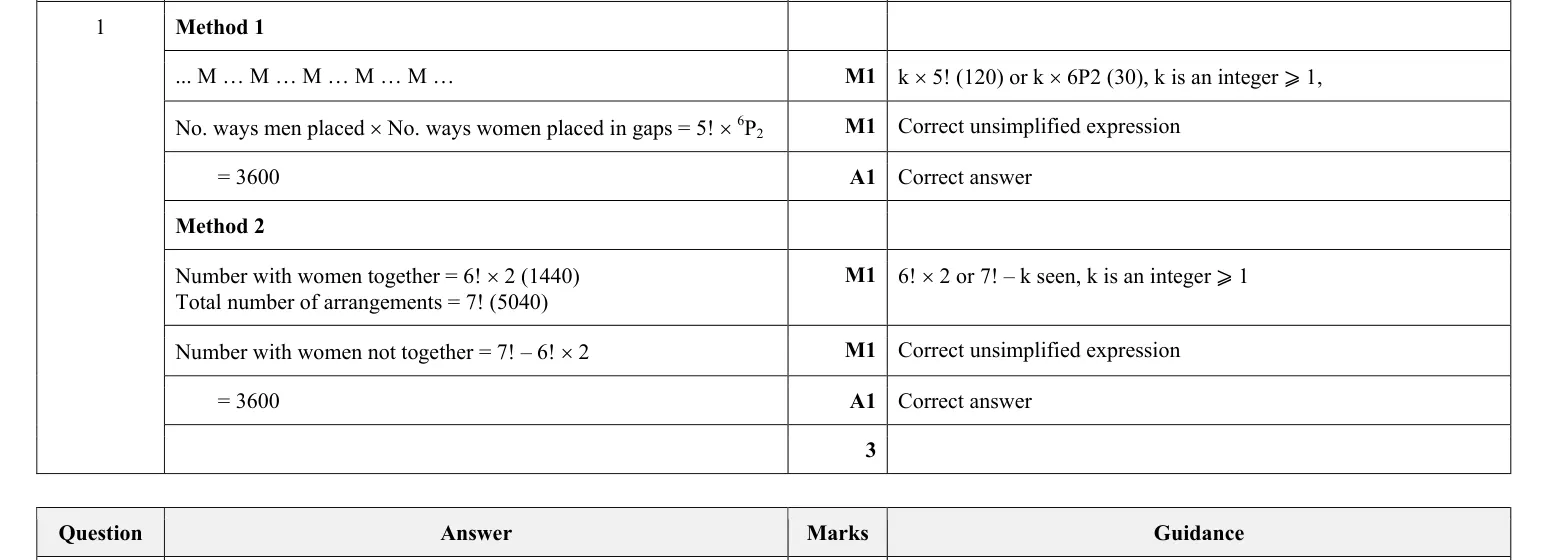 1 Method 1
... M … M … M … M … M … M1 k × 5! (120) or k × 6P2 (30), k is an integer ⩾ 1,
No. ways men placed × No. ways women placed in gaps = 5! × ⁶P₂ M1 Correct unsimplified expression
= 3600 A1 Correct answer
Method 2
Number with women together = 6! × 2 (1440) M1 6! × 2 or 7! – k seen, k is an integer ⩾ 1
Total number of arrangements = 7! (5040)
Number with women not together = 7! – 6! × 2 M1 Correct unsimplified expression
= 3600 A1 Correct answer
3
Question Answer Marks Guidance